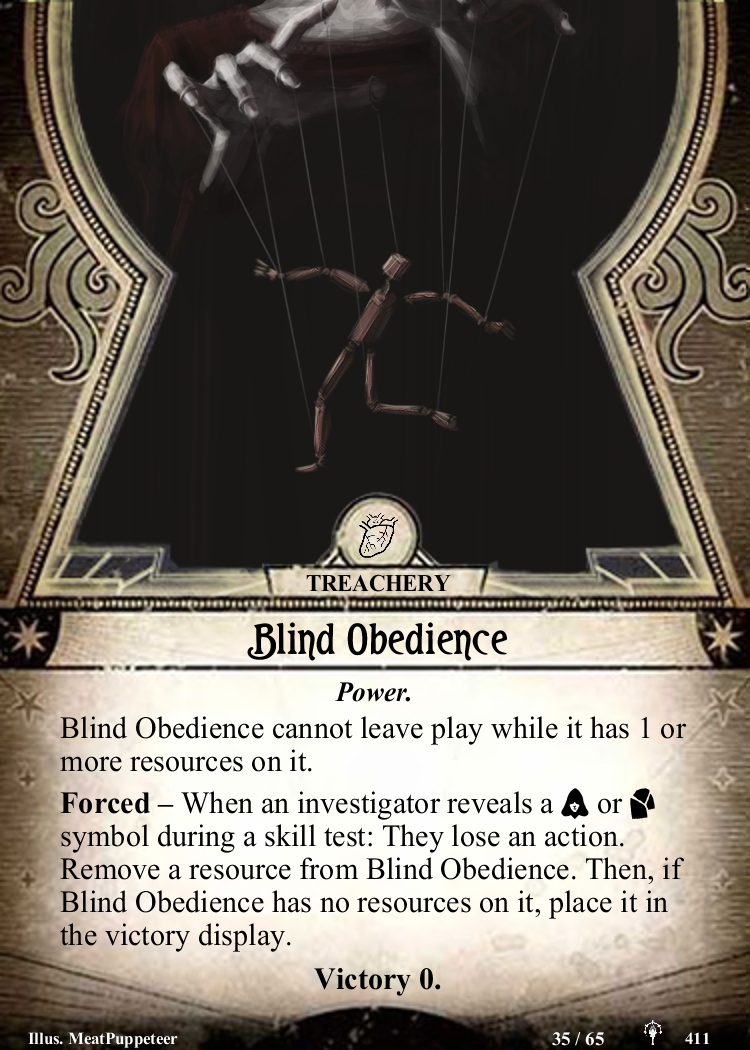 TREACHERY
Blind Obedience
Power.
Blind Obedience cannot leave play while it has 1 or
more resources on it.
Forced – When an investigator reveals a or
symbol during a skill test: They lose an action.
Remove a resource from Blind Obedience. Then, if
Blind Obedience has no resources on it, place it in
the victory display.
Victory 0.
Illus. MeatPuppeteer 35 / 65 411